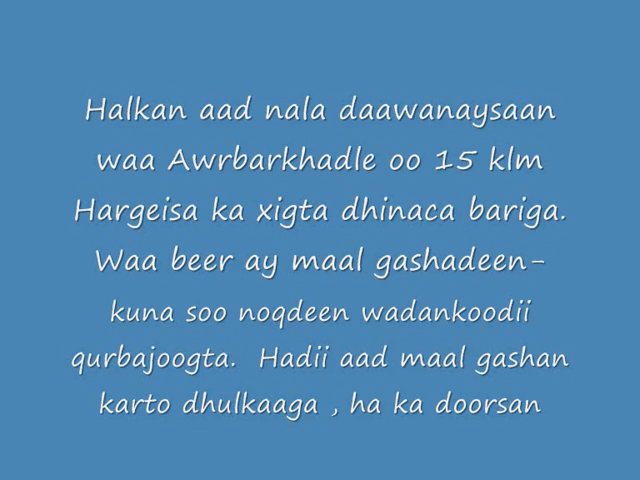 Halkan aad nala daawanaysaan
waa Awrbarkhadle oo 15 klm
Hargeisa ka xigta dhinaca bariga.
Waa beer ay maal gashadeen-
kuna soo noqdeen wadankoodii
qurbajoogta. Hadii aad maal gashan
karto dhulkaaga , ha ka doorsan